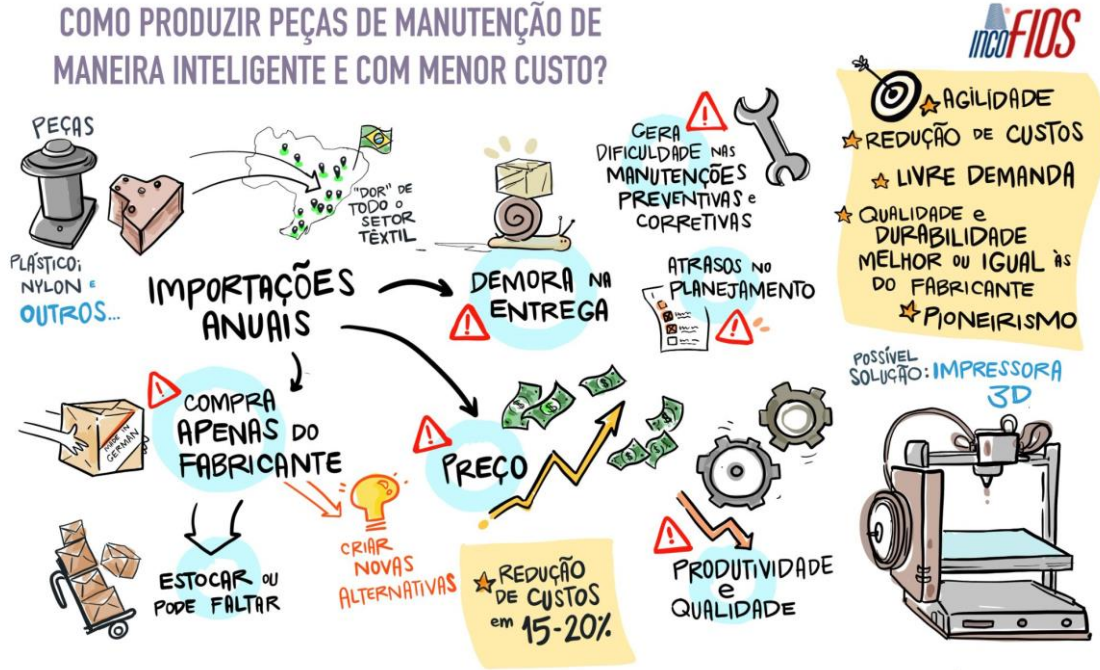 COMO PRODUZIR PEÇAS DE MANUTENÇÃO DE
MANEIRA INTELIGENTE E COM MENOR CUSTO?
INCOFIOS
PEÇAS
PLÁSTICO;
NYLON e
OUTROS...
"DOR" DE
TODO O
SETOR
TÊXTIL
IMPORTAÇÕES
ANUAIS
DEMORA NA
ENTREGA
GERA
DIFICULDADE NAS
MANUTENÇÕES
PREVENTIVAS e
CORRETIVAS
ATRASOS NO
PLANEJAMENTO
AGILIDADE
REDUÇÃO DE CUSTOS
LIVRE DEMANDA
QUALIDADE e
DURABILIDADE
MELHOR OU IGUAL ÀS
DO FABRICANTE
PIONEIRISMO
MADE IN
GERMAN
COMPRA
APENAS DO
FABRICANTE
ESTOCAR OU
PODE FALTAR
CRIAR
NOVAS
ALTERNATIVAS
PREÇO
REDUÇÃO
DE CUSTOS
em 15-20%
PRODUTIVIDADE
e
QUALIDADE
POSSÍVEL
SOLUÇÃO: IMPRESSORA
3D